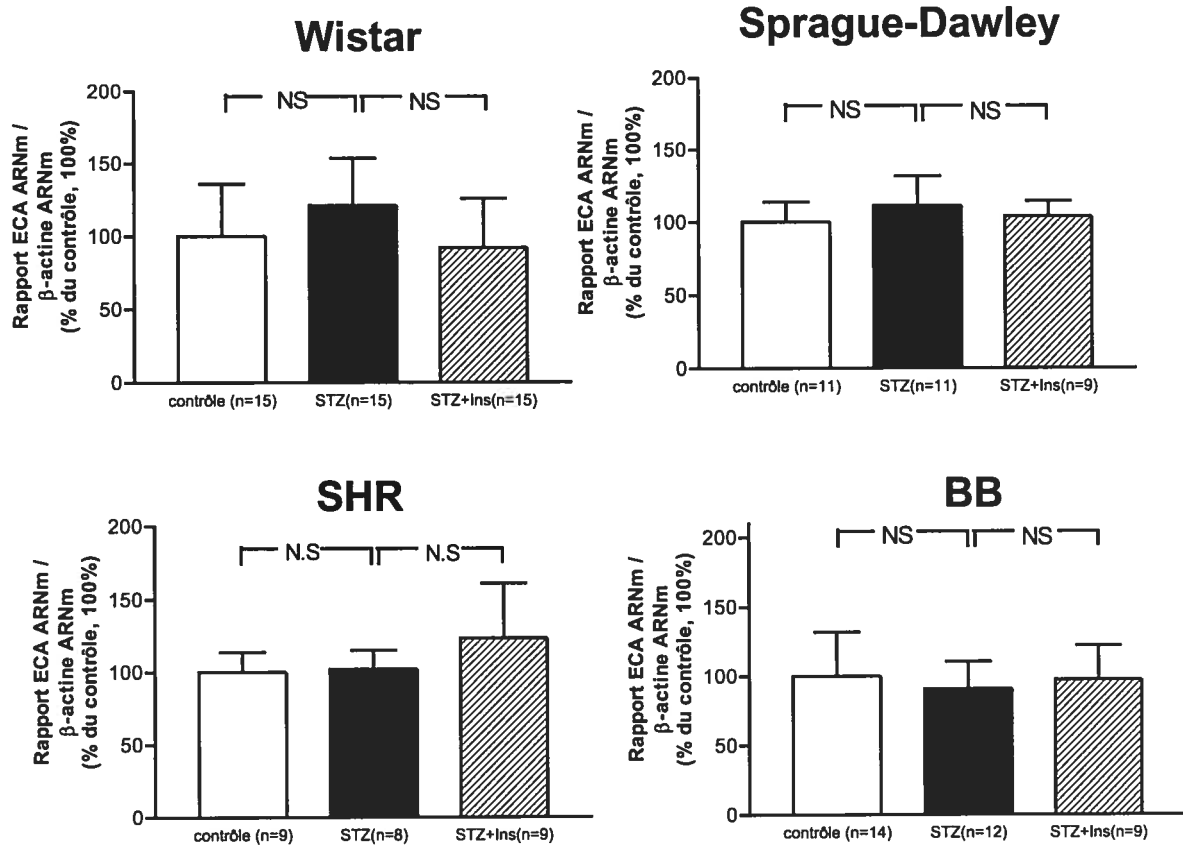 Wistar
Rapport ECA ARNm /
β-actine ARNm
(% du contrôle, 100%)
200
150
100
50
0
NS
NS
contrôle (n=15)
STZ(n=15)
STZ+Ins(n=15)
Sprague-Dawley
Rapport ECA ARNm /
β-actine ARNm
(% du contrôle, 100%)
200
150
100
50
0
NS
NS
contrôle (n=11)
STZ(n=11)
STZ+Ins(n=9)
SHR
Rapport ECA ARNm /
β-actine ARNm
(% du contrôle, 100%)
200
150
100
50
0
N.S
N.S
contrôle (n=9)
STZ(n=8)
STZ+Ins(n=9)
BB
Rapport ECA ARNm /
β-actine ARNm
(% du contrôle, 100%)
200
150
100
50
0
NS
NS
contrôle (n=14)
STZ(n=12)
STZ+Ins(n=9)